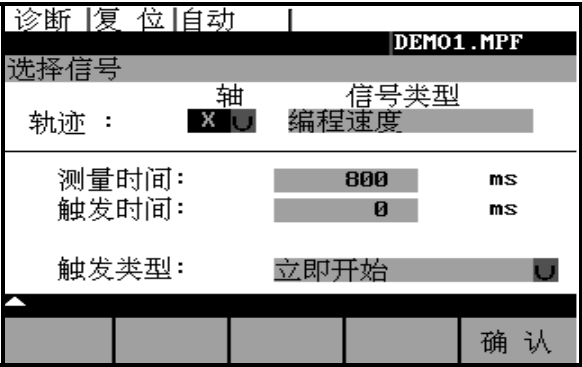 诊断 复 位 自动
DEMO1.MPF
选择信号
轴 信号类型
轨迹 : X 编程速度
测量时间: 800 ms
触发时间: 0 ms
触发类型: 立即开始
确 认